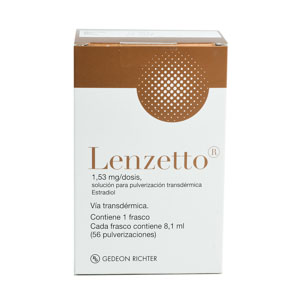 Lenzetto®
1,53 mg/dosis,
solución para pulverización transdérmica
Estradiol
Vía transdérmica.
Contiene 1 frasco
Cada frasco contiene 8,1 ml
(56 pulverizaciones)
GEDEON RICHTER